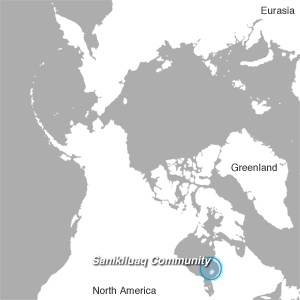 Eurasia
Greenland
Sanikiluaq Community
North America